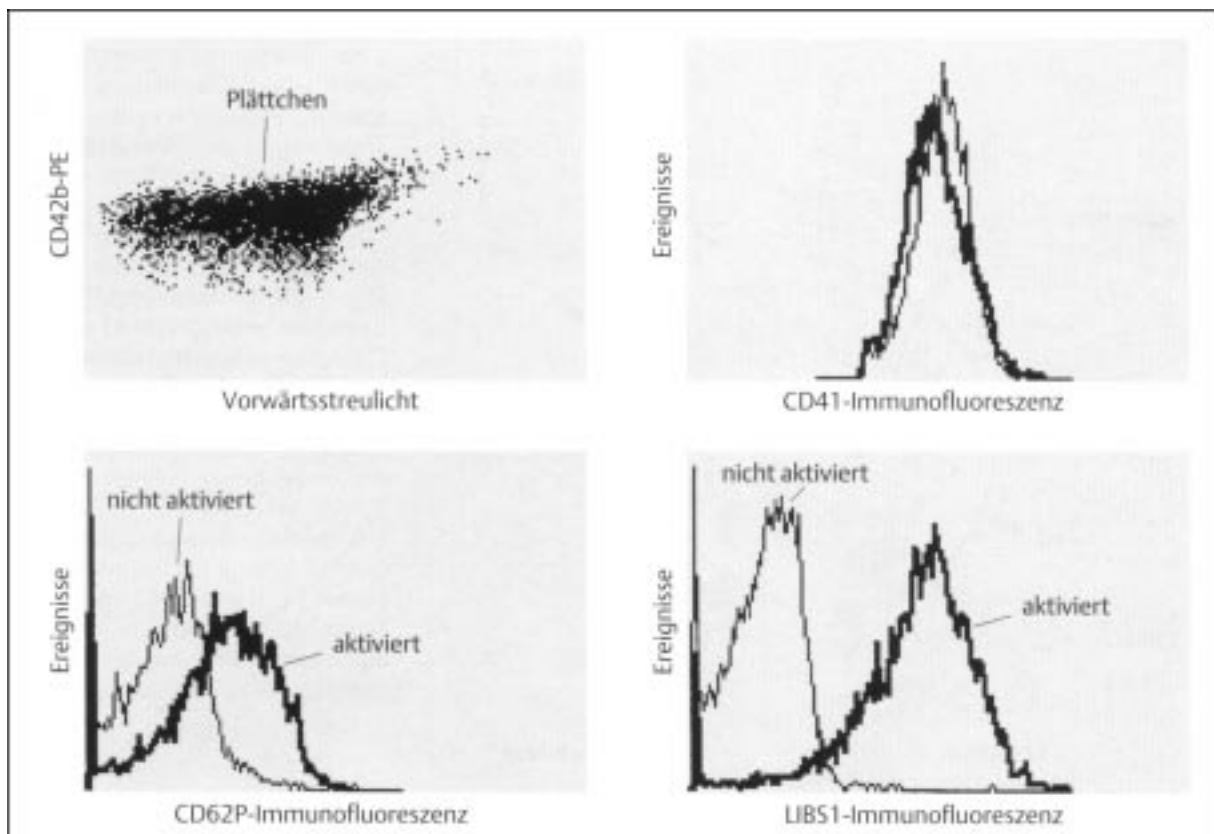 Plättchen
CD42b-PE
Vorwärtsstreulicht
Ereignisse
CD41-Immunofluoreszenz
nicht aktiviert
aktiviert
Ereignisse
CD62P-Immunofluoreszenz
nicht aktiviert
aktiviert
Ereignisse
LIBS1-Immunofluoreszenz